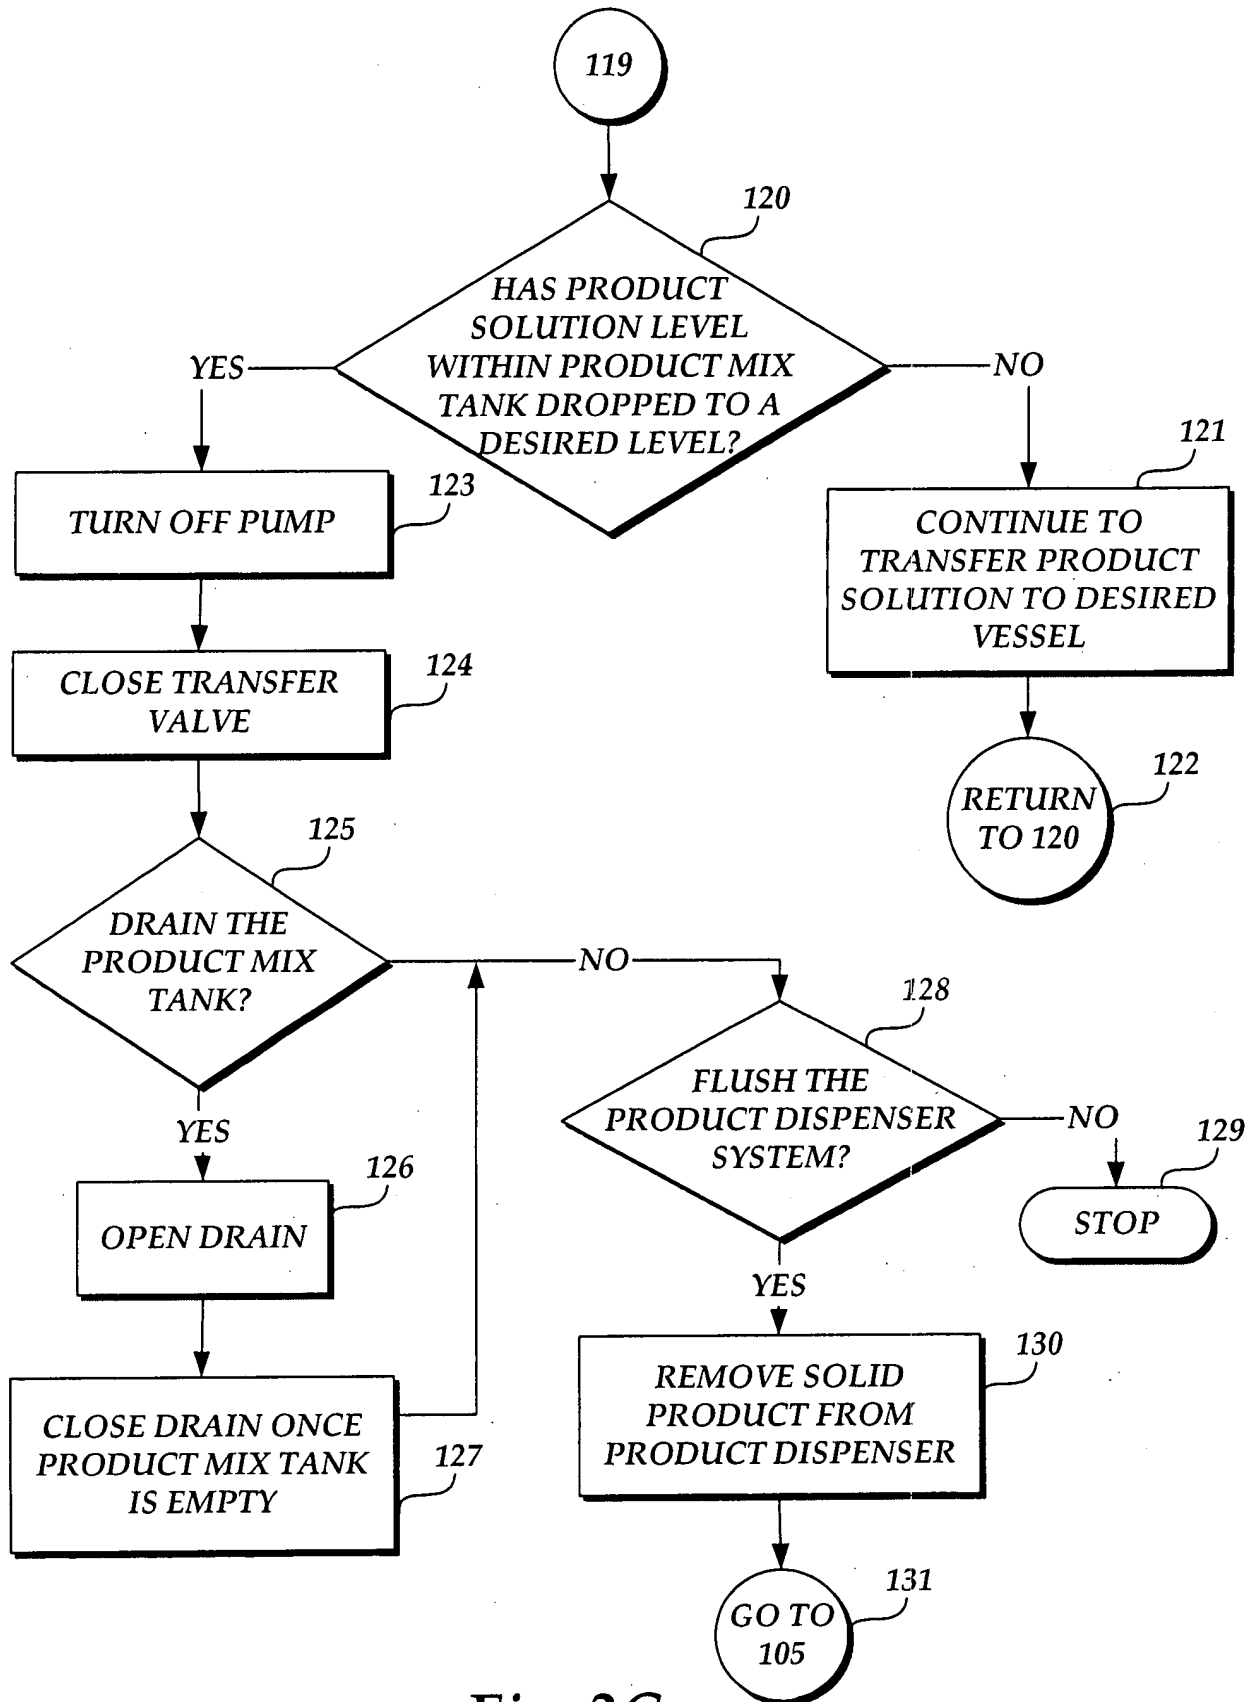 119
120
HAS PRODUCT
SOLUTION LEVEL
WITHIN PRODUCT MIX
TANK DROPPED TO A
DESIRED LEVEL?
YES
NO
123
TURN OFF PUMP
121
CONTINUE TO
TRANSFER PRODUCT
SOLUTION TO DESIRED
VESSEL
124
CLOSE TRANSFER
VALVE
122
RETURN
TO 120
125
DRAIN THE
PRODUCT MIX
TANK?
NO
YES
128
FLUSH THE
PRODUCT DISPENSER
SYSTEM?
NO
129
STOP
126
OPEN DRAIN
YES
127
CLOSE DRAIN ONCE
PRODUCT MIX TANK
IS EMPTY
130
REMOVE SOLID
PRODUCT FROM
PRODUCT DISPENSER
131
GO TO
105